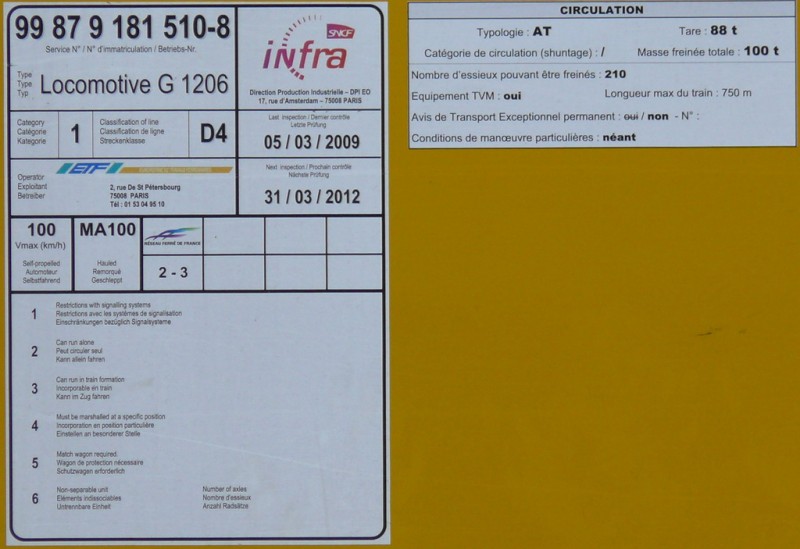 99 87 9 181 510-8
Service N° / N° d'immatriculation / Betriebs-Nr.
SNCF
infra
Direction Production Industrielle – DPI EO
17, rue d'Amsterdam – 75008 PARIS
Type
Type
Typ
Locomotive G 1206
Category
Catégorie
Kategorie
1
Classification of line
Classification de ligne
Streckenklasse
D4
Last inspection / Dernier contrôle
Letzte Prüfung
05 / 03 / 2009
Operator
Exploitant
Betreiber
ETF
2, rue De St Pétersbourg
75008 PARIS
Tél : 01 53 04 95 10
Next inspection / Prochain contrôle
Nächste Prüfung
31 / 03 / 2012
100
Vmax (km/h)
Self-propelled
Automoteur
Selbstfahrend
MA100
Hauled
Remorqué
Geschleppt
RÉSEAU FERRÉ DE FRANCE
2 - 3
1
Restrictions with signalling systems
Restrictions avec les systèmes de signalisation
Einschränkungen bezüglich Signalsysteme
2
Can run alone
Peut circuler seul
Kann allein fahren
3
Can run in train formation
Incorporable en train
Kann im Zug fahren
4
Must be marshalled at a specific position
Incorporation en position particulière
Einstellen an besonderer Stelle
5
Match wagon required.
Wagon de protection nécessaire
Schutzwagen erforderlich
6
Non-separable unit
Eléments indissociables
Untrennbare Einheit
Number of axles
Nombre d'essieux
Anzahl Radsätze
CIRCULATION
Typologie : AT
Tare : 88 t
Catégorie de circulation (shuntage) : /
Masse freinée totale : 100 t
Nombre d'essieux pouvant être freinés : 210
Equipement TVM : oui
Longueur max du train : 750 m
Avis de Transport Exceptionnel permanent : oui / non - N° :
Conditions de manœuvre particulières : néant